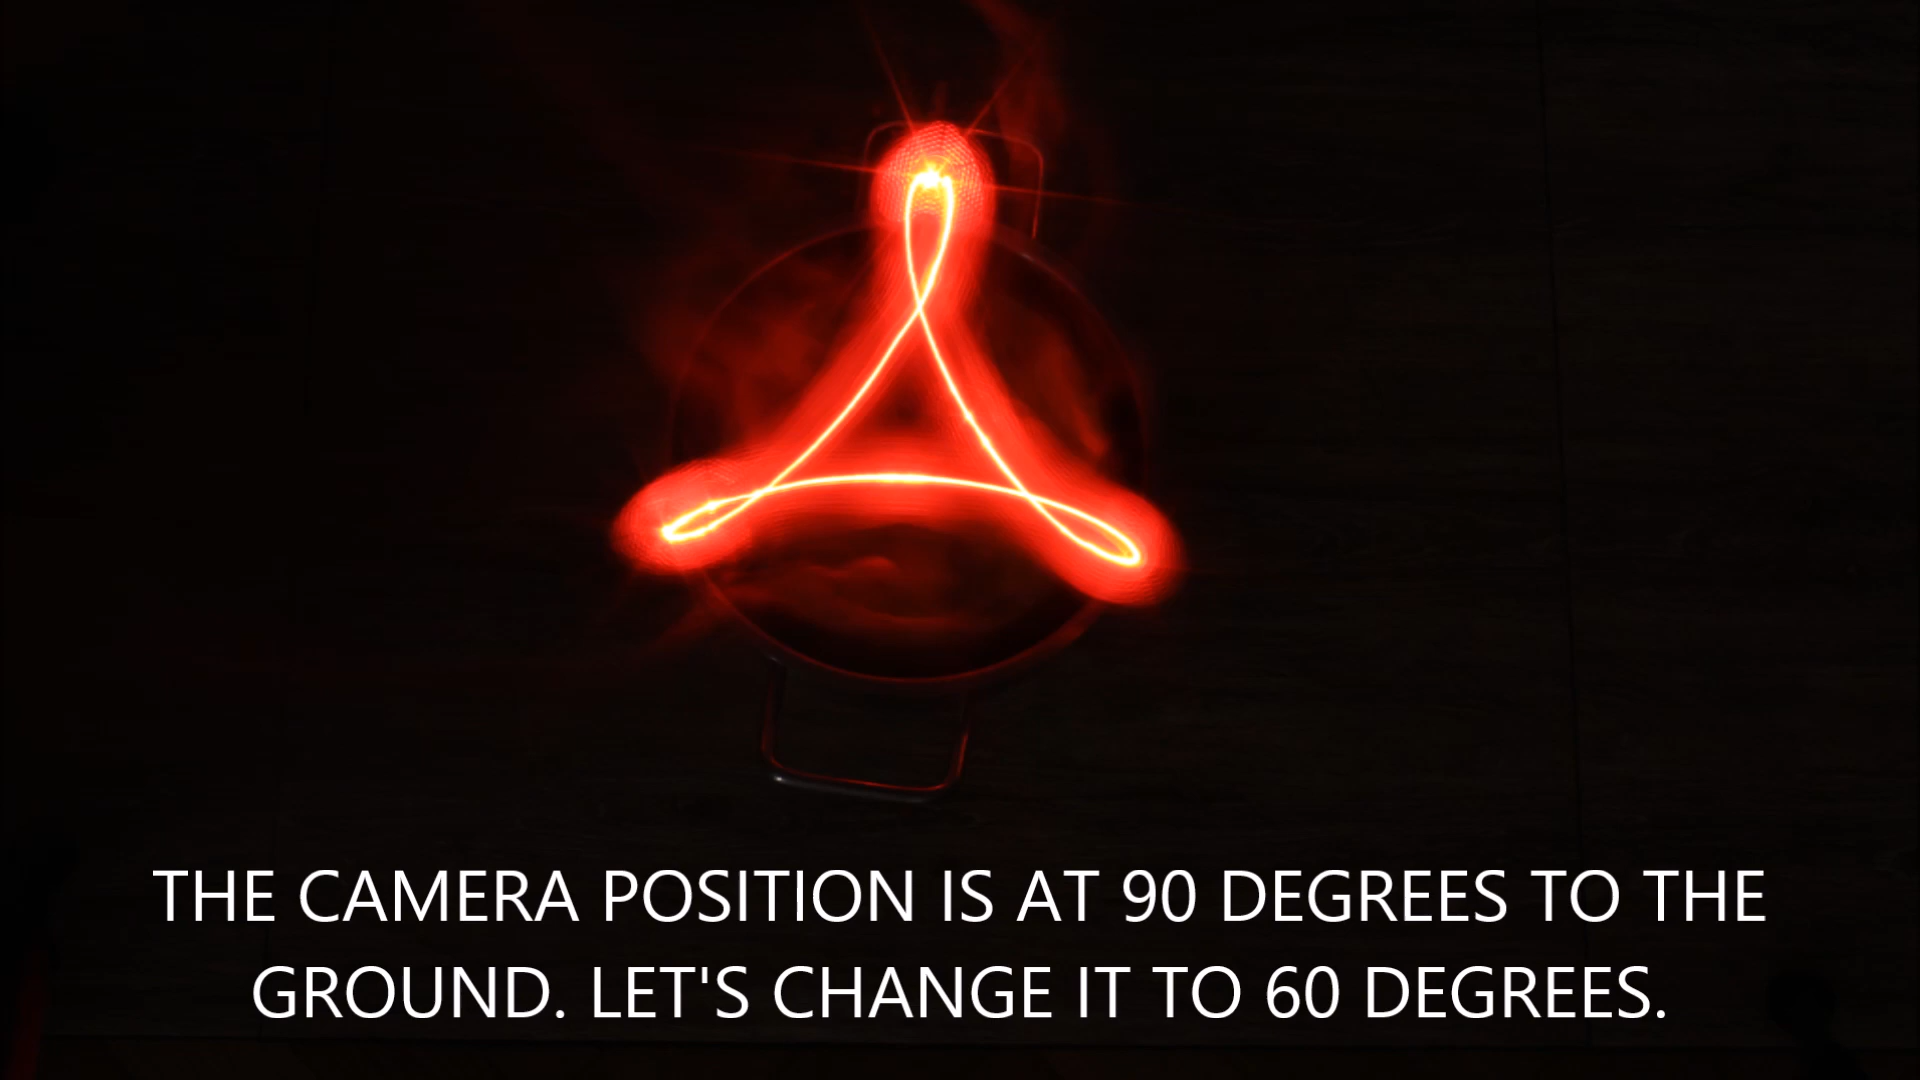 THE CAMERA POSITION IS AT 90 DEGREES TO THE
GROUND. LET'S CHANGE IT TO 60 DEGREES.